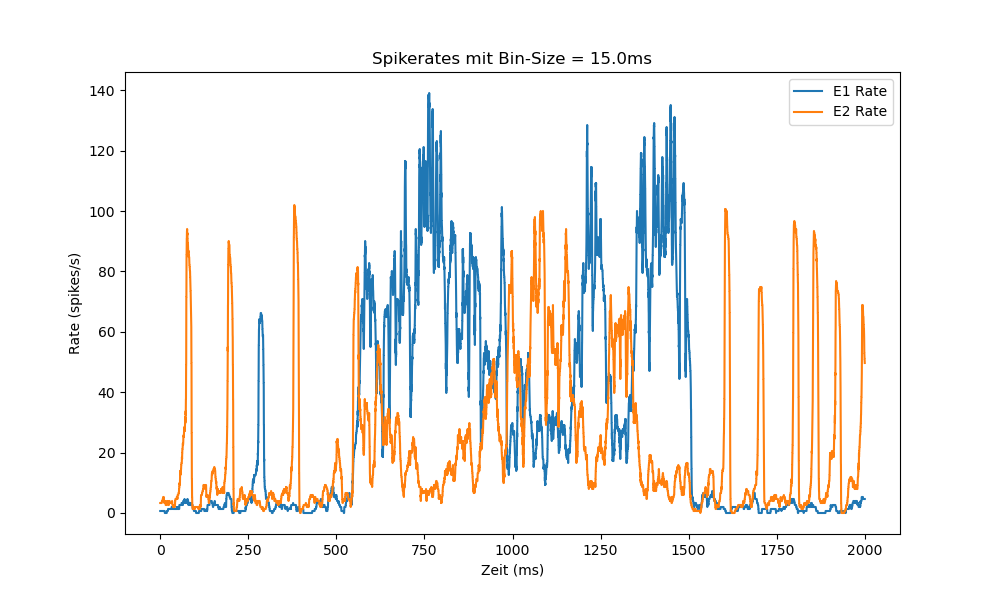 Spikerates mit Bin-Size = 15.0ms
E1 Rate
E2 Rate
140
120
100
80
60
40
20
0
Rate (spikes/s)
0 250 500 750 1000 1250 1500 1750 2000
Zeit (ms)